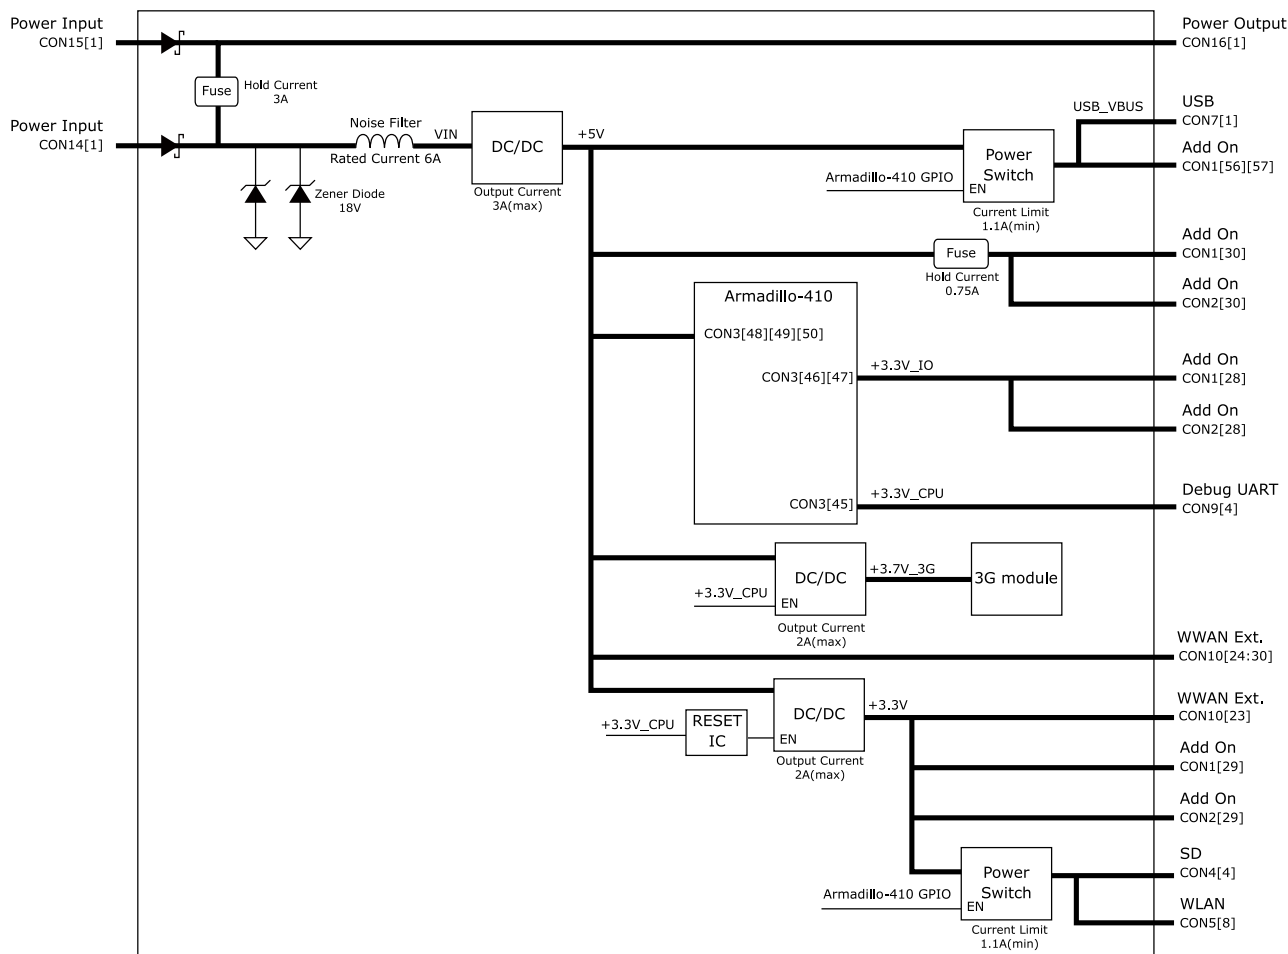 Power Input
CON15[1]
Power Output
CON16[1]
Fuse
Hold Current
3A
Power Input
CON14[1]
Noise Filter
Rated Current 6A
VIN
DC/DC
Output Current
3A(max)
+5V
Zener Diode
18V
USB_VBUS
USB
CON7[1]
Add On
CON1[56][57]
Power
Switch
EN
Armadillo-410 GPIO
Current Limit
1.1A(min)
Add On
CON1[30]
Fuse
Hold Current
0.75A
Add On
CON2[30]
Armadillo-410
CON3[48][49][50]
CON3[46][47]
+3.3V_IO
Add On
CON1[28]
Add On
CON2[28]
CON3[45]
+3.3V_CPU
Debug UART
CON9[4]
DC/DC
EN
+3.3V_CPU
+3.7V_3G
3G module
Output Current
2A(max)
WWAN Ext.
CON10[24:30]
+3.3V_CPU
RESET
IC
DC/DC
EN
+3.3V
Output Current
2A(max)
WWAN Ext.
CON10[23]
Add On
CON1[29]
Add On
CON2[29]
Armadillo-410 GPIO
Power
Switch
EN
Current Limit
1.1A(min)
SD
CON4[4]
WLAN
CON5[8]